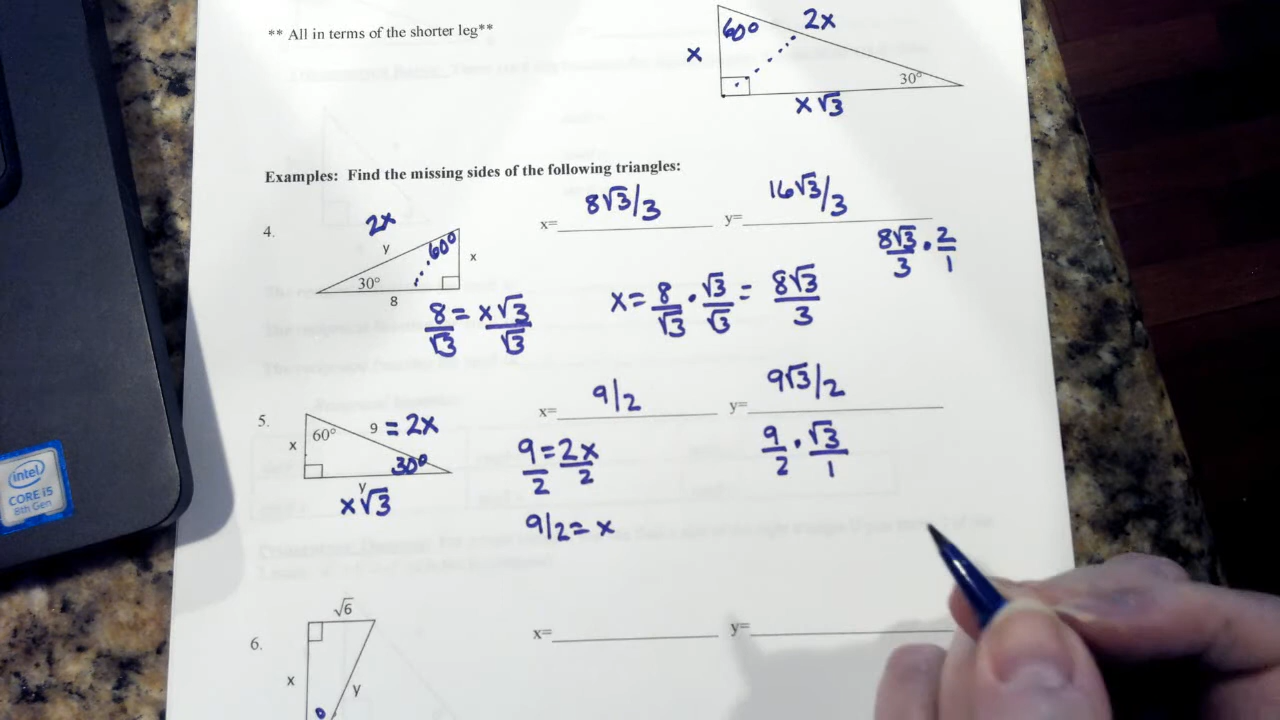 ** All in terms of the shorter leg**
60° 2x
x
30°
x√3
Examples: Find the missing sides of the following triangles:
4.
2x
y
60°
x
30°
8
x= 8√3/3
y= 16√3/3
8√3/3 · 2/1
8/√3 = x√3/√3
x = 8/√3 · √3/√3 = 8√3/3
5.
x
60°
9 = 2x
30°
y
x√3
x= 9/2
y= 9√3/2
9/2 = 2x/2
9/2 · √3/1
9/2 = x
6.
√6
x
y
x=
y=
intel
CORE i5
8th Gen